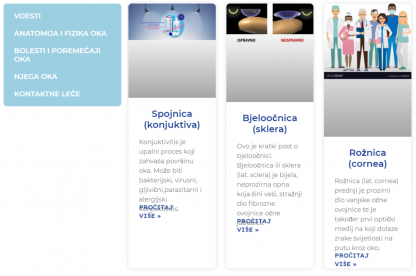 VIJESTI
ANATOMIJA I FIZIKA OKA
BOLESTI I POREMEĆAJI
OKA
NJEGA OKA
KONTAKTNE LEĆE
Spojnica
(konjuktiva)
Konjuktivitis je
upalni proces koji
zahvaća površinu
oka. Može biti
bakterijski, virusni,
gljivični,parazitarni i
alergijski
PROČITAJ
VIŠE »
ISPRAVNO NEISPRAVNO
Bjeloočnica
(sklera)
Ovo je kratki post o
bjeloočnici.
Bjeloočnica ili sklera
(lat. sclera) je bijela,
neprozirna opna
koja čini veći, stražnji
dio fibrozne
ovojnice očne
PROČITAJ
VIŠE »
Rožnica
(cornea)
Rožnica (lat. cornea)
prednji je prozirni
dio vanjske očne
ovojnice te je
također prvi optički
medij na koji dolaze
zrake svijetlosti na
putu kroz oko.
PROČITAJ
VIŠE »